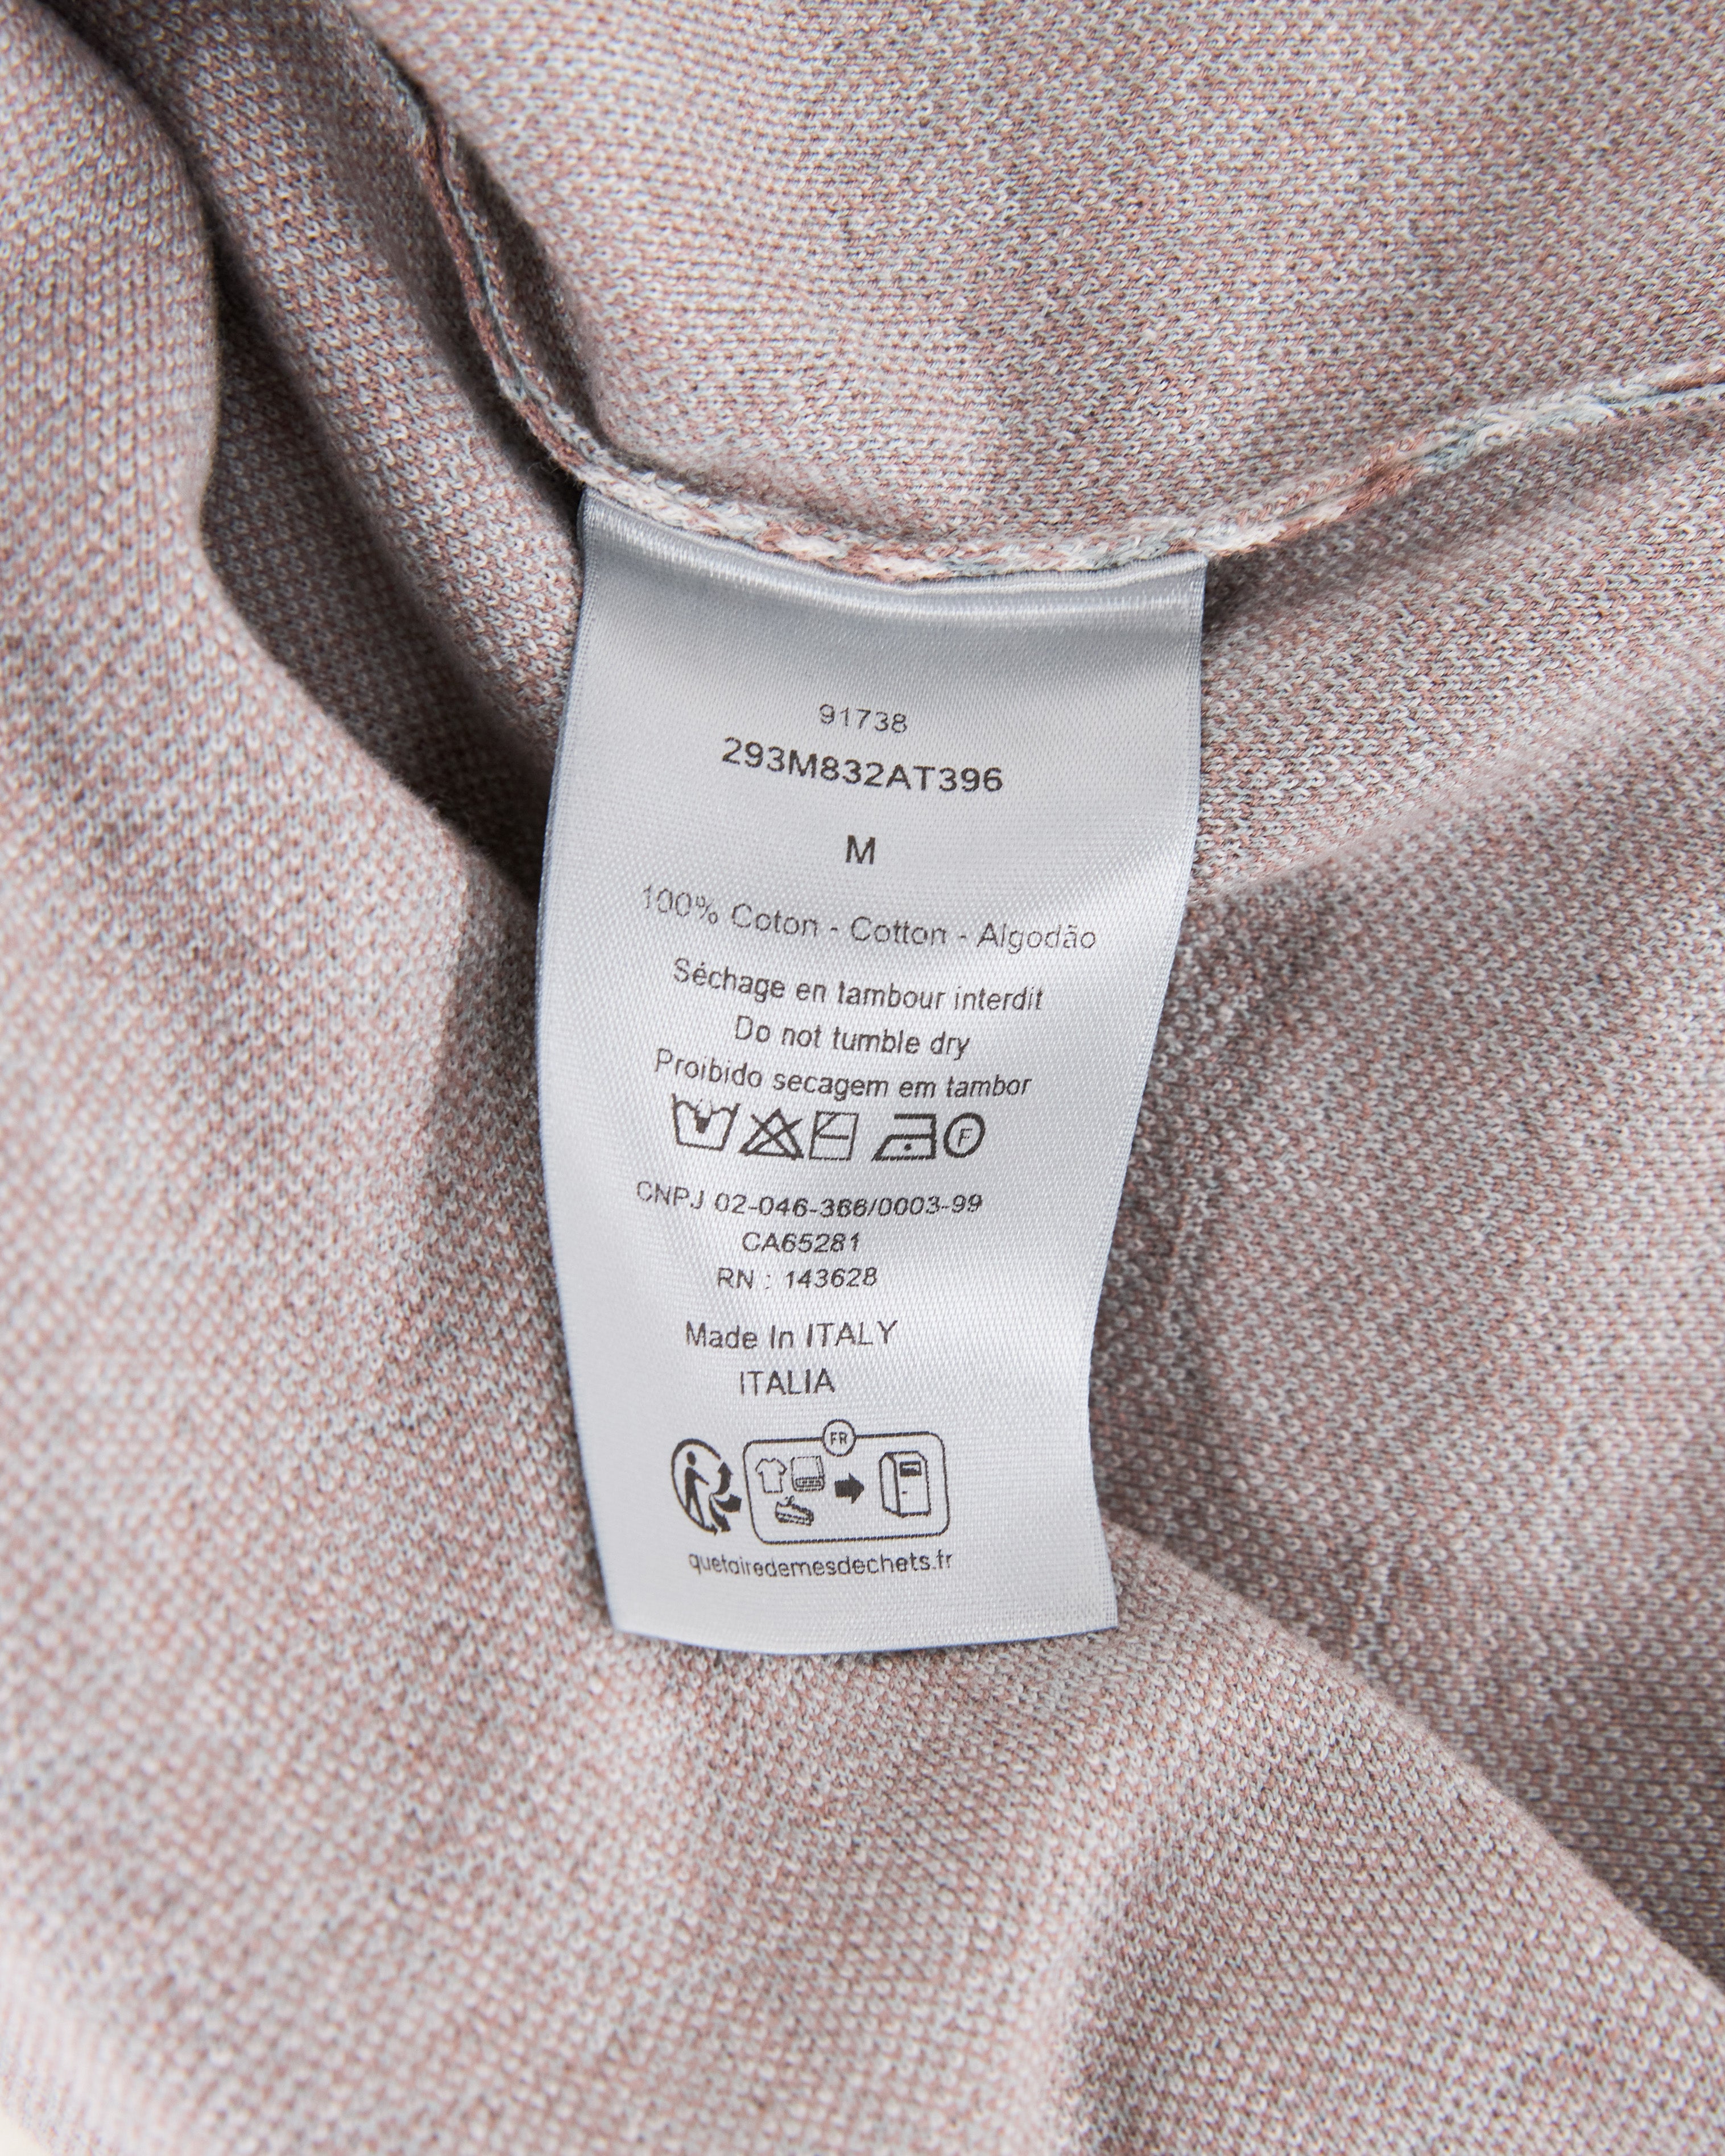 91738
293M832AT396
M
100% Coton - Cotton - Algodão
Séchage en tambour interdit
Do not tumble dry
Proibido secagem em tambor
F
CNPJ 02-046-366/0003-99
CA65281
RN : 143628
Made In ITALY
ITALIA
FR
quefairedemesdechets.fr